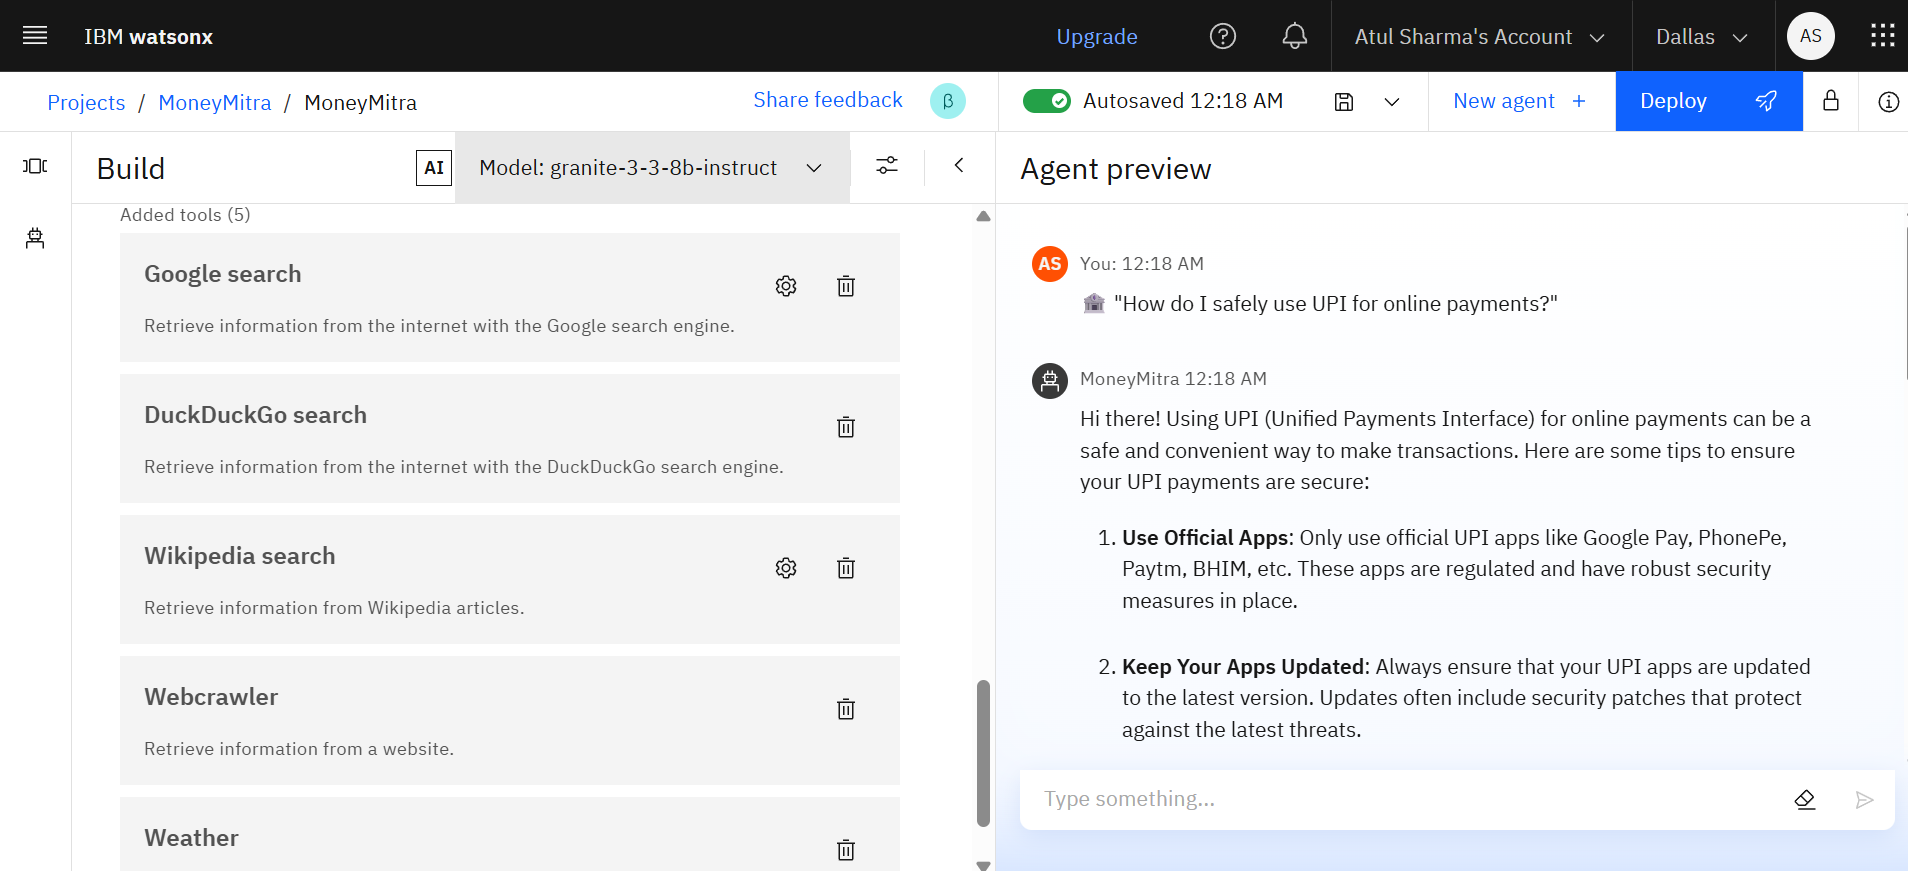 IBM watsonx
Upgrade
Atul Sharma's Account
Dallas
AS
Projects / MoneyMitra / MoneyMitra
Share feedback
β
Autosaved 12:18 AM
New agent +
Deploy
Build
AI
Model: granite-3-3-8b-instruct
Added tools (5)
Google search
Retrieve information from the internet with the Google search engine.
DuckDuckGo search
Retrieve information from the internet with the DuckDuckGo search engine.
Wikipedia search
Retrieve information from Wikipedia articles.
Webcrawler
Retrieve information from a website.
Weather
Agent preview
AS
You: 12:18 AM
"How do I safely use UPI for online payments?"
MoneyMitra 12:18 AM
Hi there! Using UPI (Unified Payments Interface) for online payments can be a
safe and convenient way to make transactions. Here are some tips to ensure
your UPI payments are secure:
1. Use Official Apps: Only use official UPI apps like Google Pay, PhonePe,
Paytm, BHIM, etc. These apps are regulated and have robust security
measures in place.
2. Keep Your Apps Updated: Always ensure that your UPI apps are updated
to the latest version. Updates often include security patches that protect
against the latest threats.
Type something...